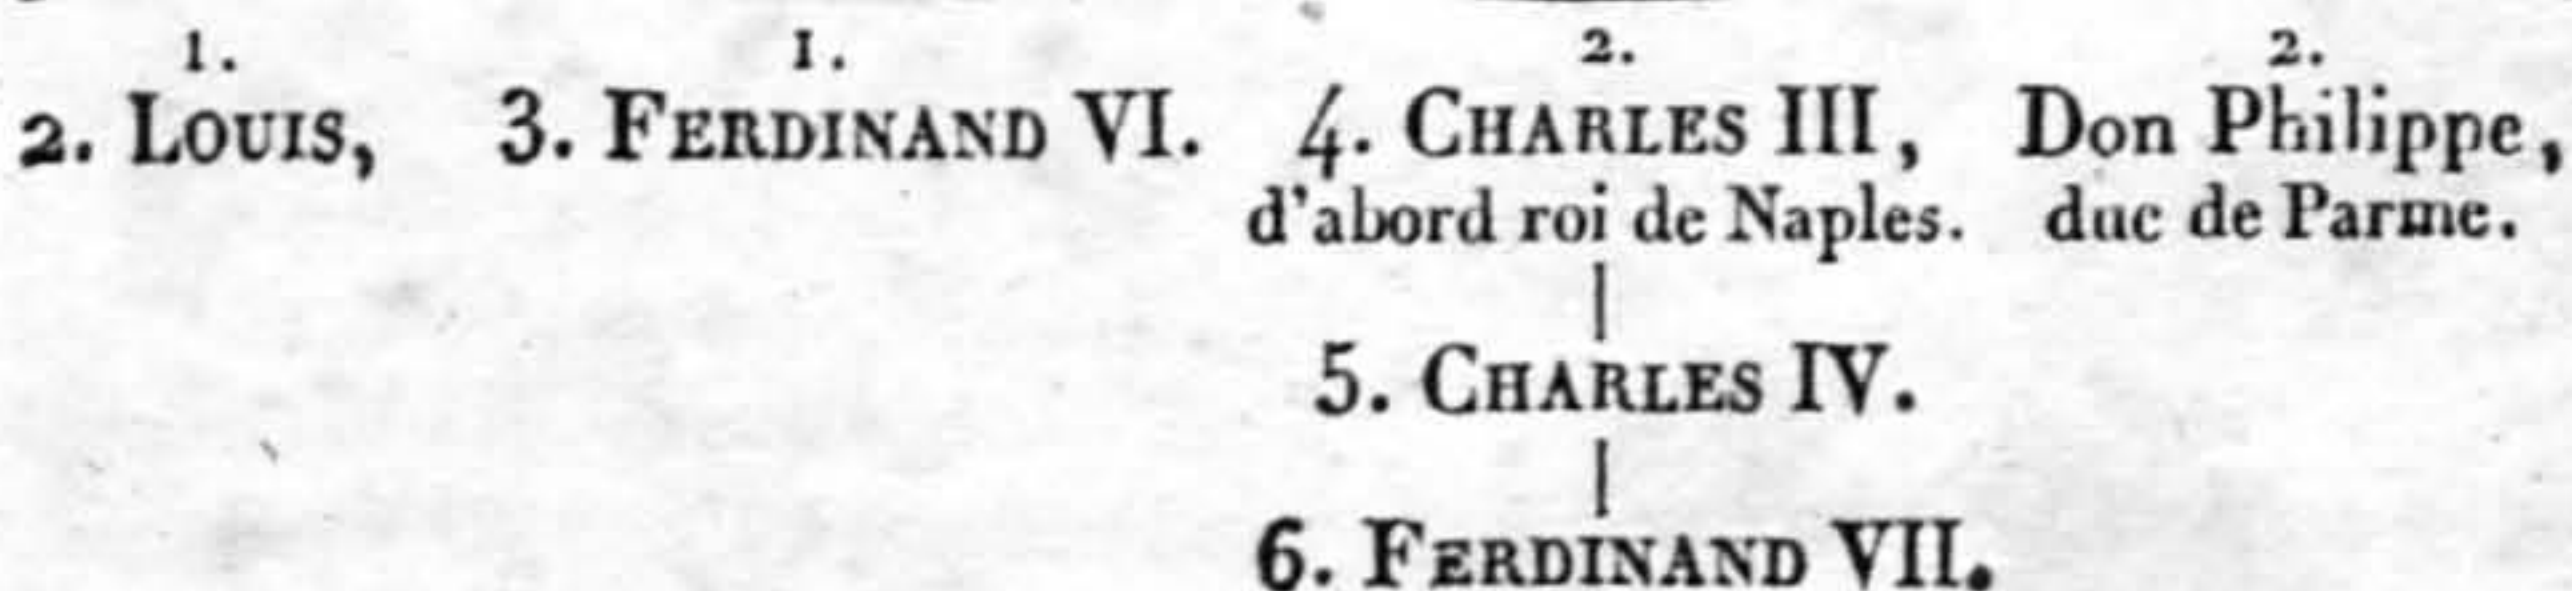 1. I. 2. 2.
2. LOUIS, 3. FERDINAND VI. 4. CHARLES III, Don Philippe,
d'abord roi de Naples. duc de Parme.
5. CHARLES IV.
6. FERDINAND VII.